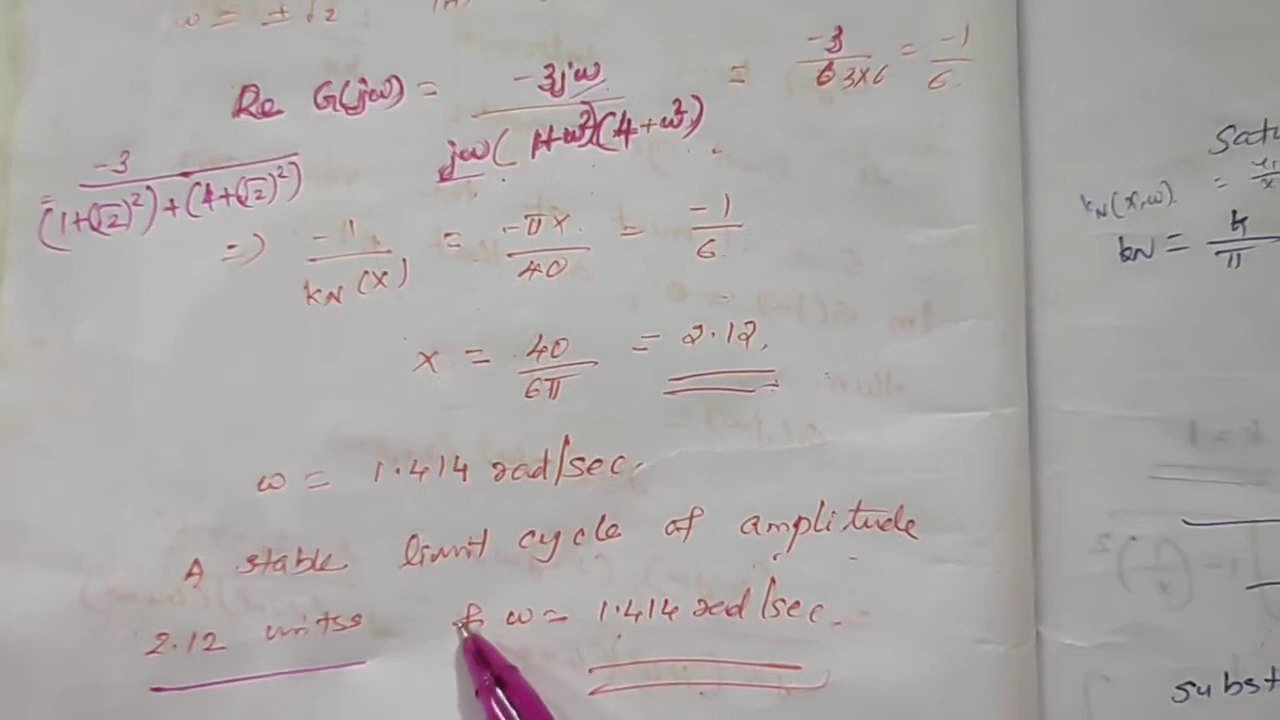 ω = ± √2
Re G(jω) = -3jω / jω(1+ω²)(4+ω²) = -3 / 6 3×6 = -1 / 6.
= -3 / (1+(√2)²)+(4+(√2)²)
=> -1 / kN(x) = -πx. / 40 = -1 / 6
x = 40 / 6π = 2.12.
ω = 1.414 rad/sec.
A stable limit cycle of amplitude
2.12 units & ω = 1.414 rad/sec.
Satu
kN(x,ω). =
kN = 4 / π
subst